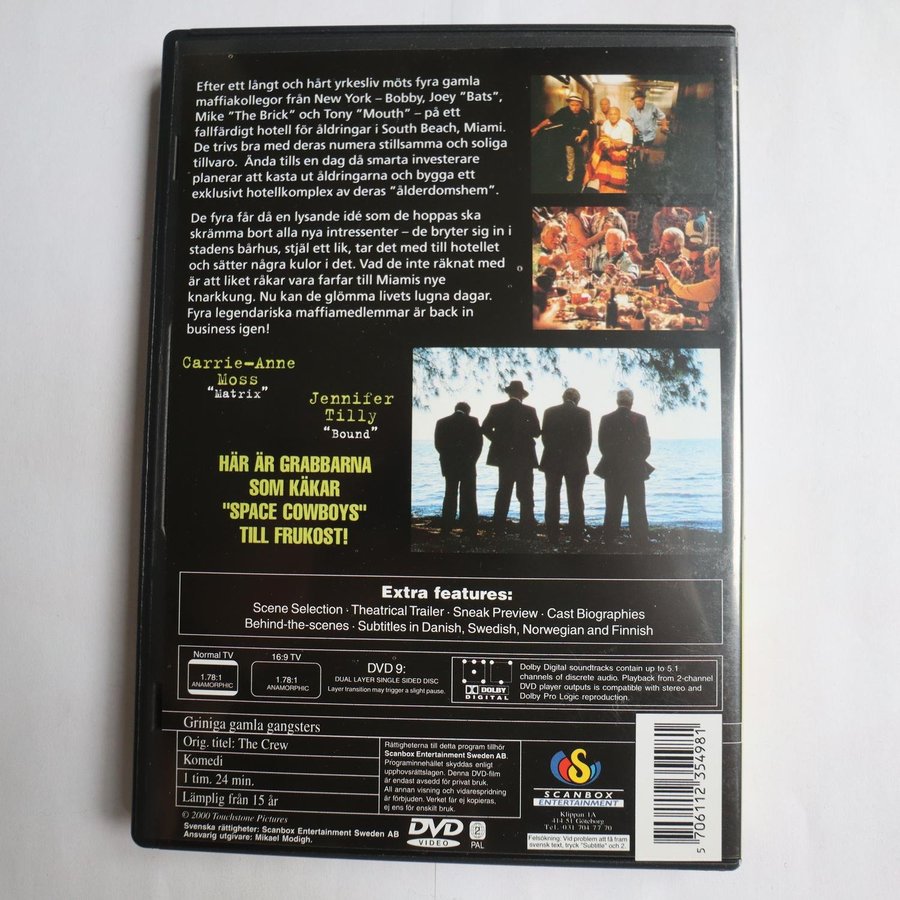 Efter ett långt och hårt yrkesliv möts fyra gamla
maffiakollegor från New York – Bobby, Joey "Bats",
Mike "The Brick" och Tony "Mouth" – på ett
fallfärdigt hotell för åldringar i South Beach, Miami.
De trivs bra med deras numera stillsamma och soliga
tillvaro. Ända tills en dag då smarta investerare
planerar att kasta ut åldringarna och bygga ett
exklusivt hotellkomplex av deras "ålderdomshem".
De fyra får då en lysande idé som de hoppas ska
skrämma bort alla nya intressenter – de bryter sig in i
stadens bårhus, stjäl ett lik, tar det med till hotellet
och sätter några kulor i det. Vad de inte räknat med
är att liket råkar vara farfar till Miamis nye
knarkkung. Nu kan de glömma livets lugna dagar.
Fyra legendariska maffiamedlemmar är back in
business igen!
Carrie-Anne
Moss
"Matrix"
Jennifer
Tilly
"Bound"
HÄR ÄR GRABBARNA
SOM KÄKAR
"SPACE COWBOYS"
TILL FRUKOST!
Extra features:
Scene Selection · Theatrical Trailer · Sneak Preview · Cast Biographies
Behind-the-scenes · Subtitles in Danish, Swedish, Norwegian and Finnish
Normal TV
1.78:1
ANAMORPHIC
16:9 TV
1.78:1
ANAMORPHIC
DVD 9:
DUAL LAYER SINGLE SIDED DISC
Layer transition may trigger a slight pause.
DOLBY
DIGITAL
Dolby Digital soundtracks contain up to 5.1
channels of discrete audio. Playback from 2-channel
DVD player outputs is compatible with stereo and
Dolby Pro Logic reproduction.
Griniga gamla gangsters
Orig. titel: The Crew
Komedi
1 tim. 24 min.
Lämplig från 15 år
© 2000 Touchstone Pictures
Svenska rättigheter: Scanbox Entertainment Sweden AB
Ansvarig utgivare: Mikael Modigh.
Rättigheterna till detta program tillhör
Scanbox Entertainment Sweden AB.
Programinnehållet skyddas enligt
upphovsrättslagen. Denna DVD-film
är endast avsedd för privat bruk.
All annan visning och vidarespridning
är förbjuden. Verket får ej kopieras,
ej ens för enskilt bruk.
DVD
VIDEO
2
PAL
S
SCANBOX
ENTERTAINMENT
Klippan 1A
414 51 Göteborg
Tel. 031 704 77 70
Felsökning: Vid problem att få fram
svensk text, tryck "Subtitle" och 2.
5 706112 354981